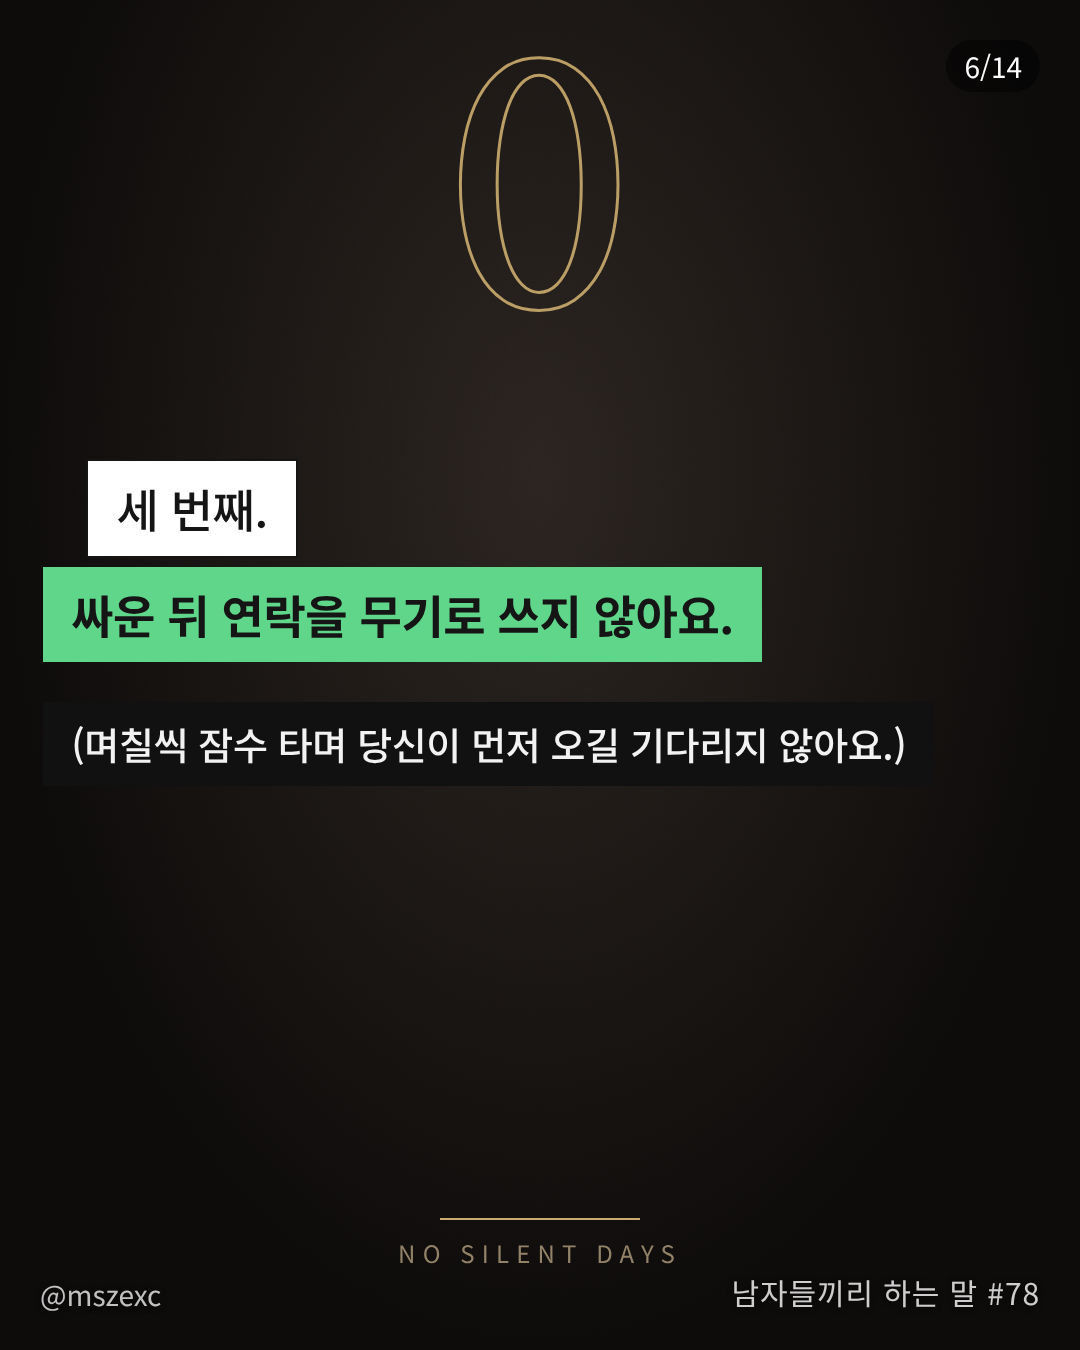 6/14
0
세 번째.
싸운 뒤 연락을 무기로 쓰지 않아요.
(며칠씩 잠수 타며 당신이 먼저 오길 기다리지 않아요.)
NO SILENT DAYS
@mszexc
남자들끼리 하는 말 #78